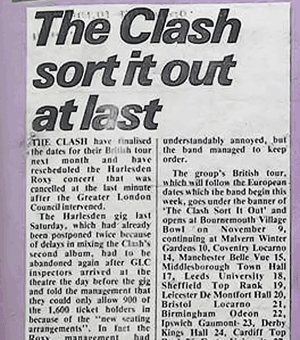 The Clash
sort it out
at last
THE CLASH have finalised
the dates for their British tour
next month and have
rescheduled the Harlesden
Roxy concert that was
cancelled at the last minute
after the Greater London
Council intervened.
The Harlesden gig last
Saturday, which had already
been postponed twice because
of delays in mixing the Clash's
second album, had to be
abandoned again after GLC
inspectors arrived at the
theatre the day before the gig
and told the management that
they could only allow 900 of
the 1,600 ticket holders in
because of the "new seating
arrangements". In fact the
Roxy management had
understandably annoyed, but
the band managed to keep
order.
The group's British tour,
which will follow the European
dates which the band begin this
week, goes under the banner of
'The Clash Sort It Out' and
opens at Bournemouth Village
Bowl on November 9,
continuing at Malvern Winter
Gardens 10, Coventry Locarno
14, Manchester Belle Vue 15,
Middlesborough Town Hall
17, Leeds University 18,
Sheffield Top Rank 19,
Leicester De Montfort Hall 20,
Bristol Locarno 21,
Birmingham Odeon 22,
Ipswich Gaumont 23, Derby
Kings Hall 24, Cardiff Top